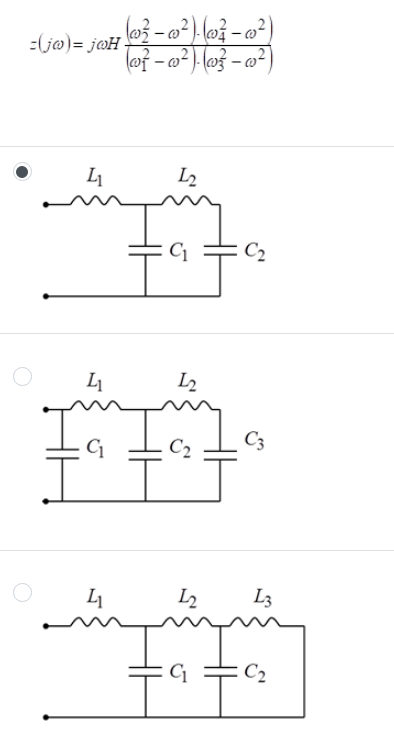 z(jω) = jωH (ω₂² − ω²)·(ω₄² − ω²) / (ω₁² − ω²)·(ω₃² − ω²)
L₁ L₂
C₁ C₂
L₁ L₂
C₁ C₂ C₃
L₁ L₂ L₃
C₁ C₂